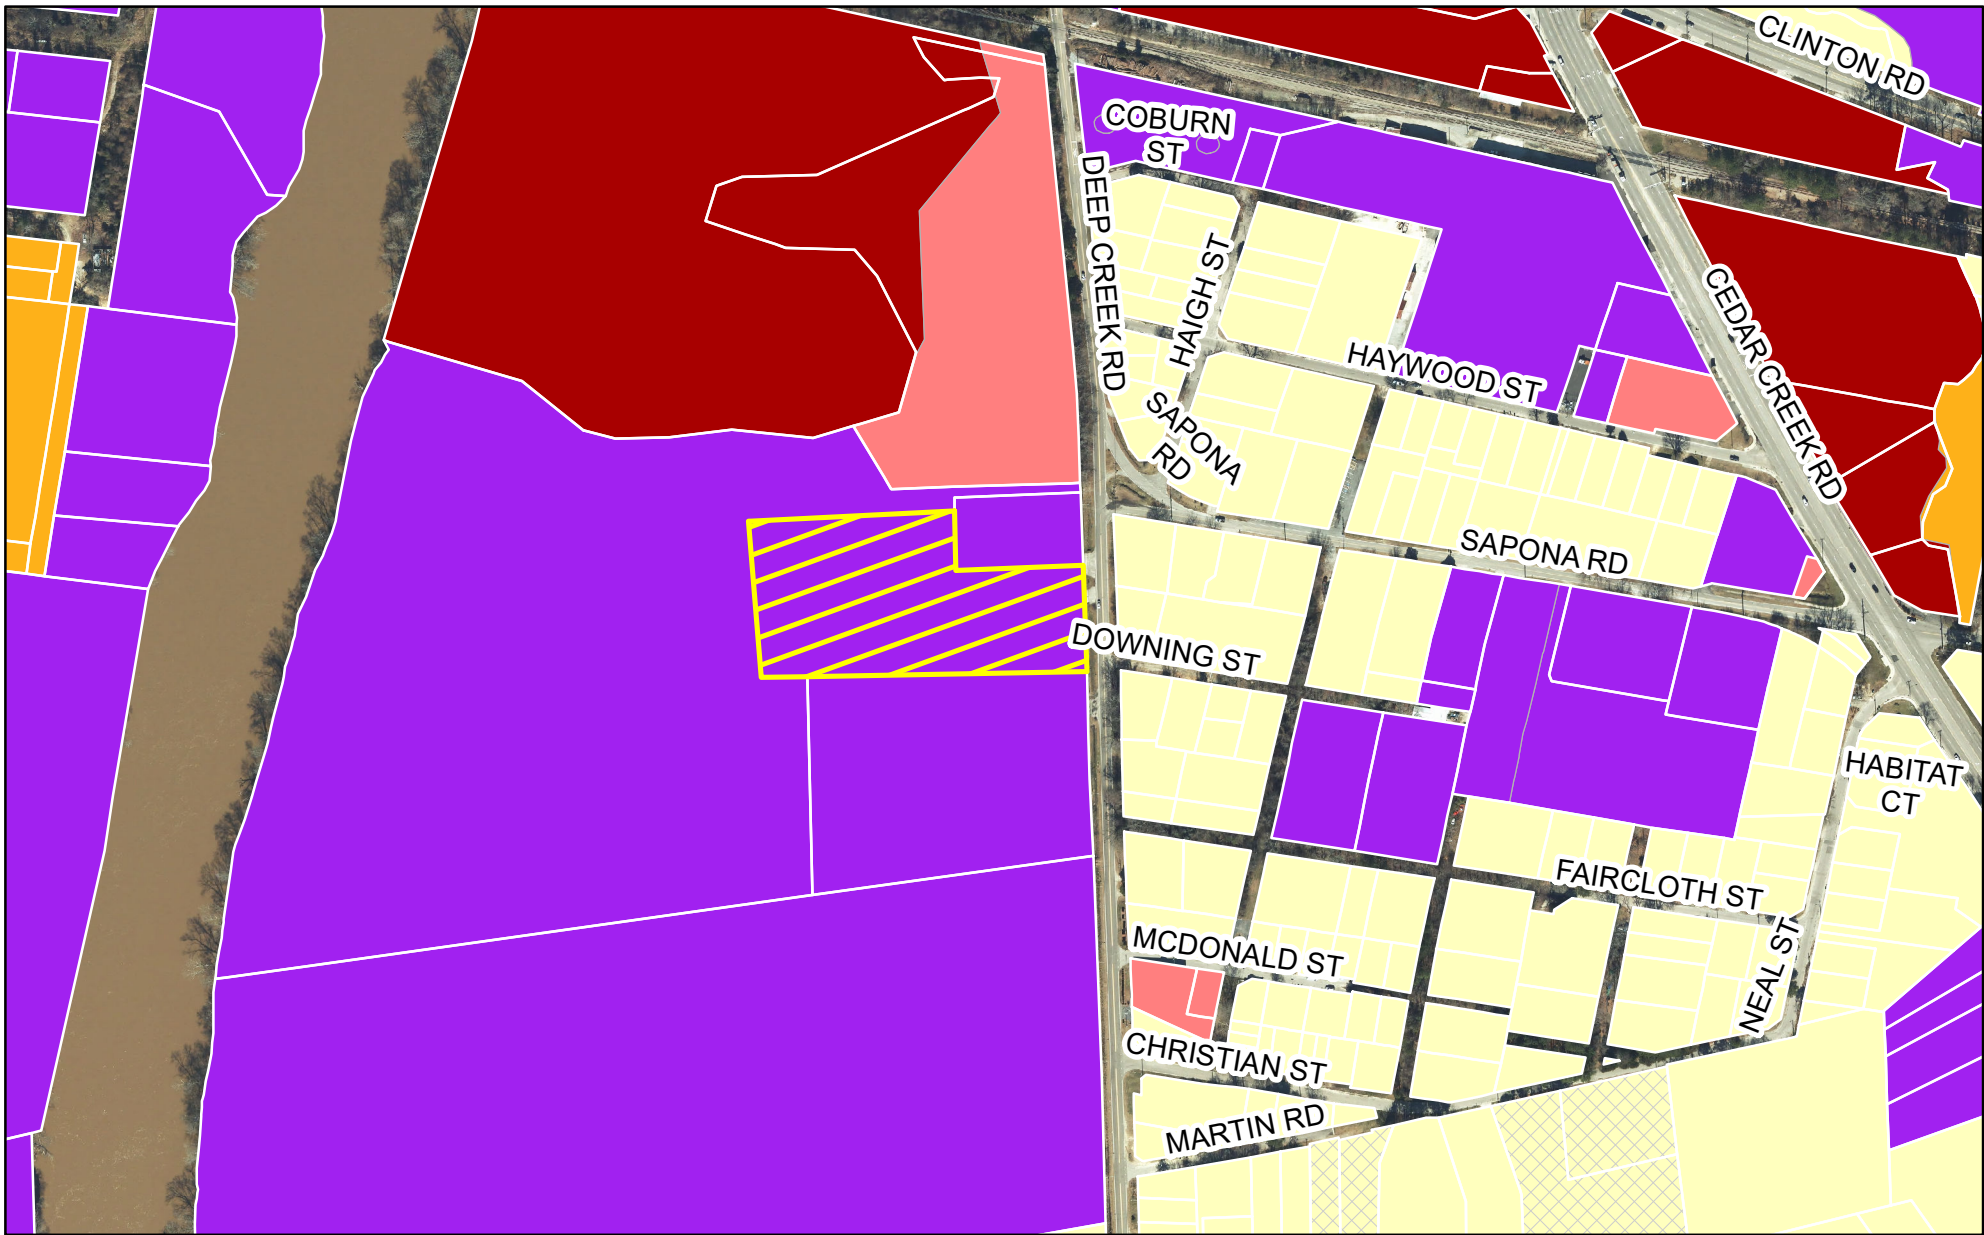 CLINTON RD
COBURN
ST
DEEP CREEK RD
HAIGH ST
CEDAR CREEK RD
HAYWOOD ST
SAPONA
RD
SAPONA RD
DOWNING ST
HABITAT
CT
FAIRCLOTH ST
MCDONALD ST
NEAL ST
CHRISTIAN ST
MARTIN RD